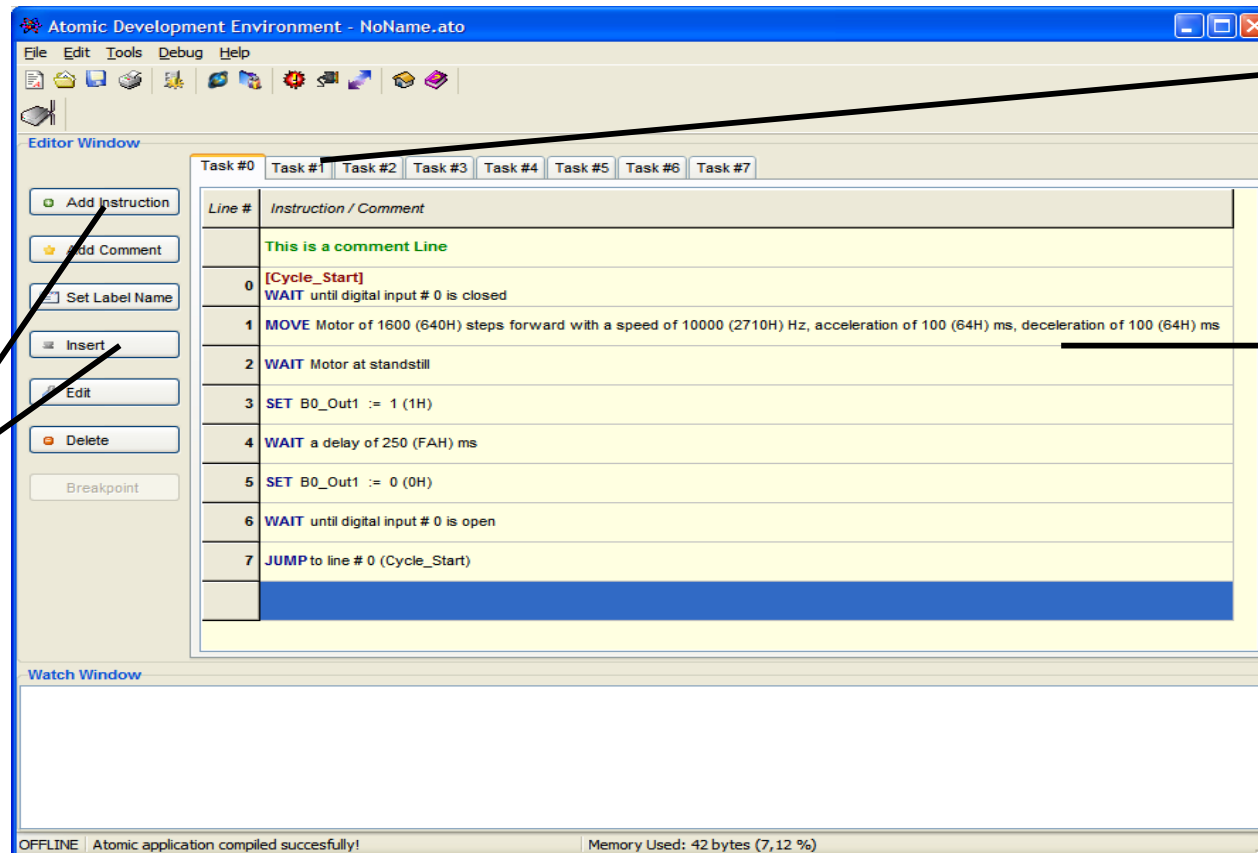 Atomic Development Environment - NoName.ato
File Edit Tools Debug Help
Editor Window
Task #0 Task #1 Task #2 Task #3 Task #4 Task #5 Task #6 Task #7
Add Instruction
Add Comment
Set Label Name
Insert
Edit
Delete
Breakpoint
Line # Instruction / Comment
This is a comment Line
0 [Cycle_Start]
WAIT until digital input # 0 is closed
1 MOVE Motor of 1600 (640H) steps forward with a speed of 10000 (2710H) Hz, acceleration of 100 (64H) ms, deceleration of 100 (64H) ms
2 WAIT Motor at standstill
3 SET B0_Out1 := 1 (1H)
4 WAIT a delay of 250 (FAH) ms
5 SET B0_Out1 := 0 (0H)
6 WAIT until digital input # 0 is open
7 JUMP to line # 0 (Cycle_Start)
Watch Window
OFFLINE Atomic application compiled succesfully! Memory Used: 42 bytes (7,12 %)